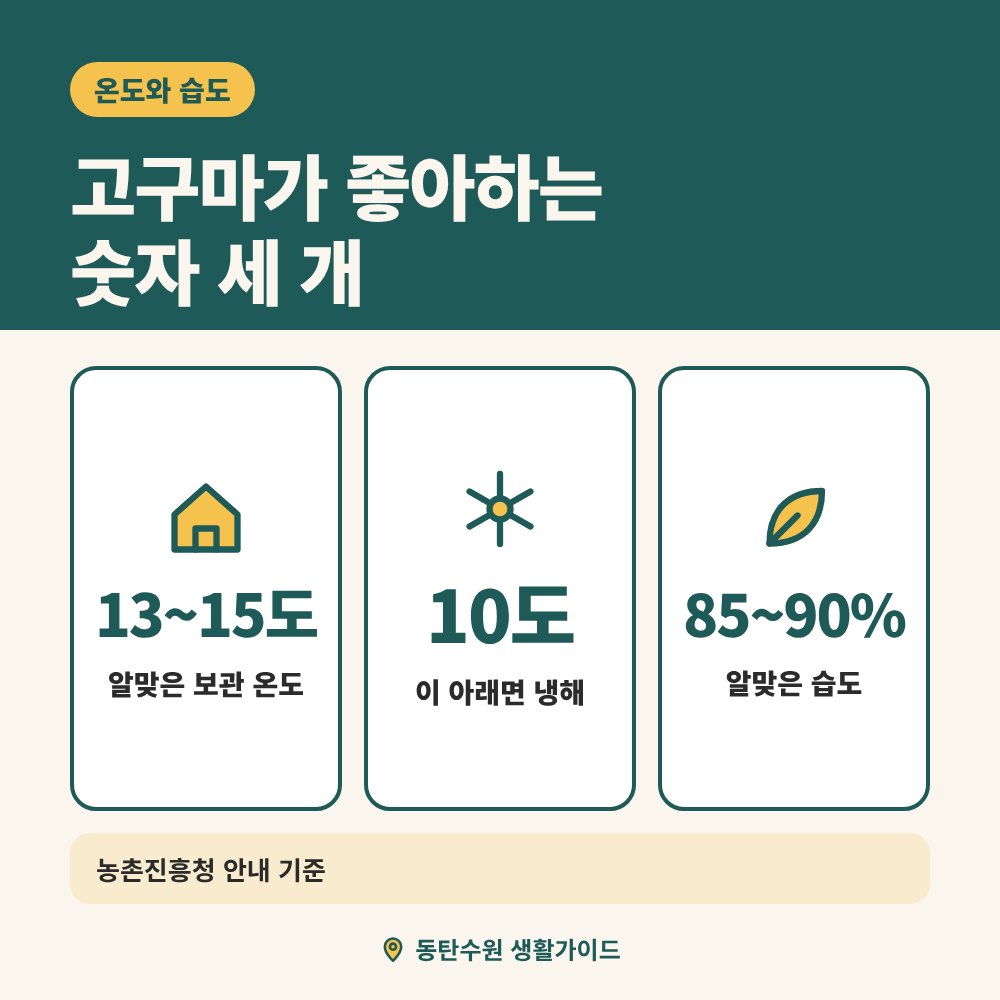 온도와 습도
고구마가 좋아하는
숫자 세 개
13~15도
알맞은 보관 온도
10도
이 아래면 냉해
85~90%
알맞은 습도
농촌진흥청 안내 기준
동탄수원 생활가이드